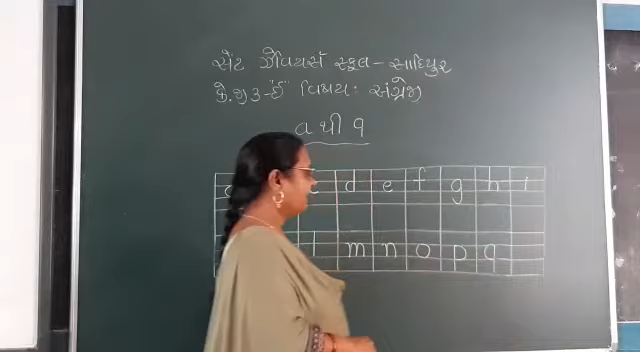 સેંટ ઝેવિયર્સ સ્કૂલ - સાદિપુર
કે.જી ૩ - "ઈ" વિષય: અંગ્રેજી
a થી q
c d e f g h i
l m n o p q